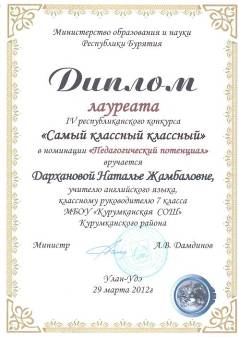 Министерство образования и науки
Республики Бурятия
Диплом
лауреата
IV республиканского конкурса
«Самый классный классный»
в номинации «Педагогический потенциал»
вручается
Дархановой Наталье Жамбаловне,
учителю английского языка,
классному руководителю 7 класса
МБОУ «Курумканская СОШ»
Курумканского района
Министр А.В. Дамдинов
Улан-Удэ
29 марта 2012г